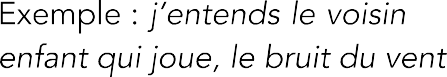 Exemple : j’entends le voisin
enfant qui joue, le bruit du vent